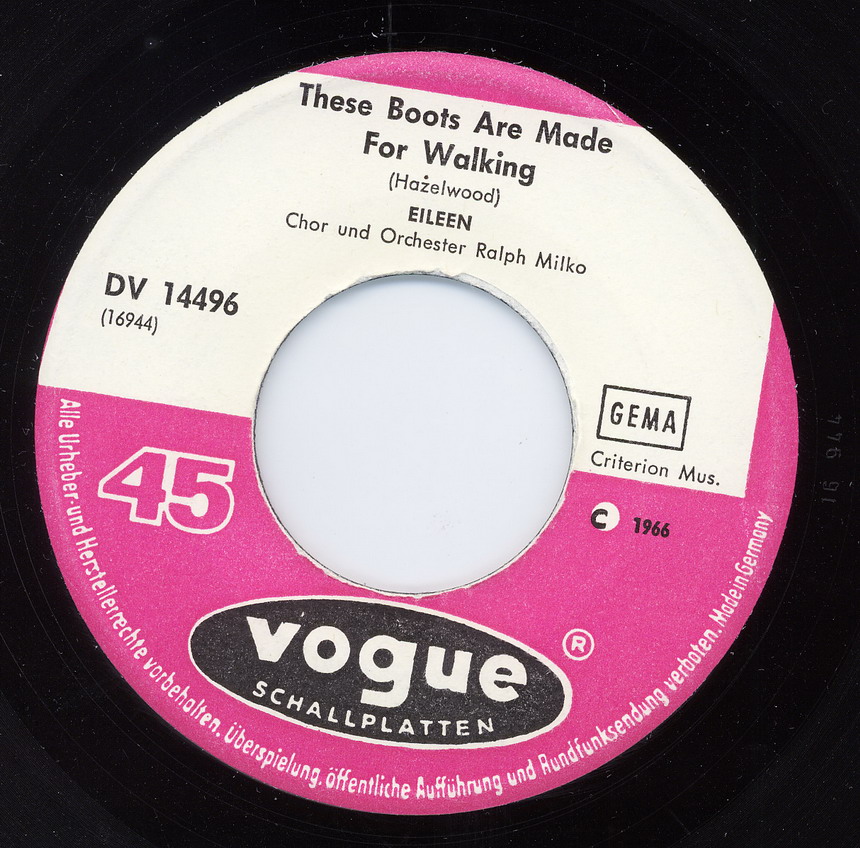 These Boots Are Made
For Walking
(Hażelwood)
EILEEN
Chor und Orchester Ralph Milko
DV 14496
(16944)
GEMA
Criterion Mus.
45
C 1966
vogue ®
SCHALLPLATTEN
Alle Urheber- und Herstellerrechte vorbehalten. Überspielung, öffentliche Aufführung und Rundfunksendung verboten. Made in Germany